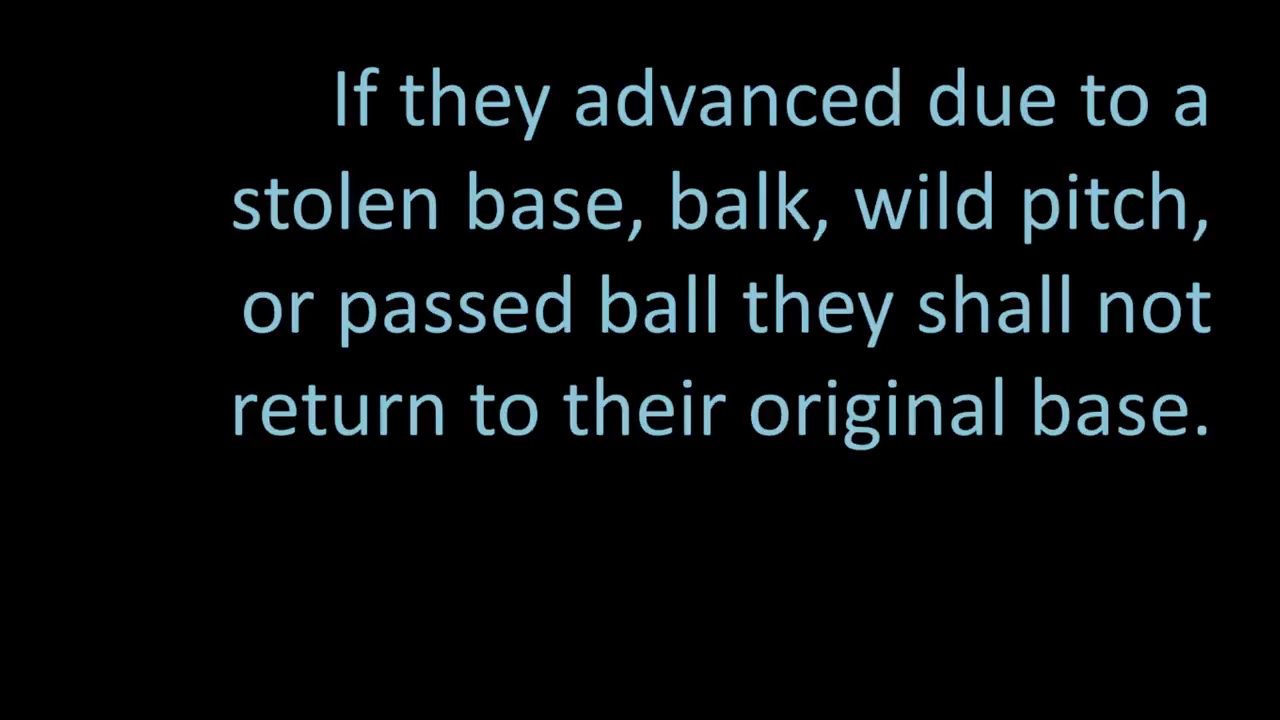 If they advanced due to a
stolen base, balk, wild pitch,
or passed ball they shall not
return to their original base.